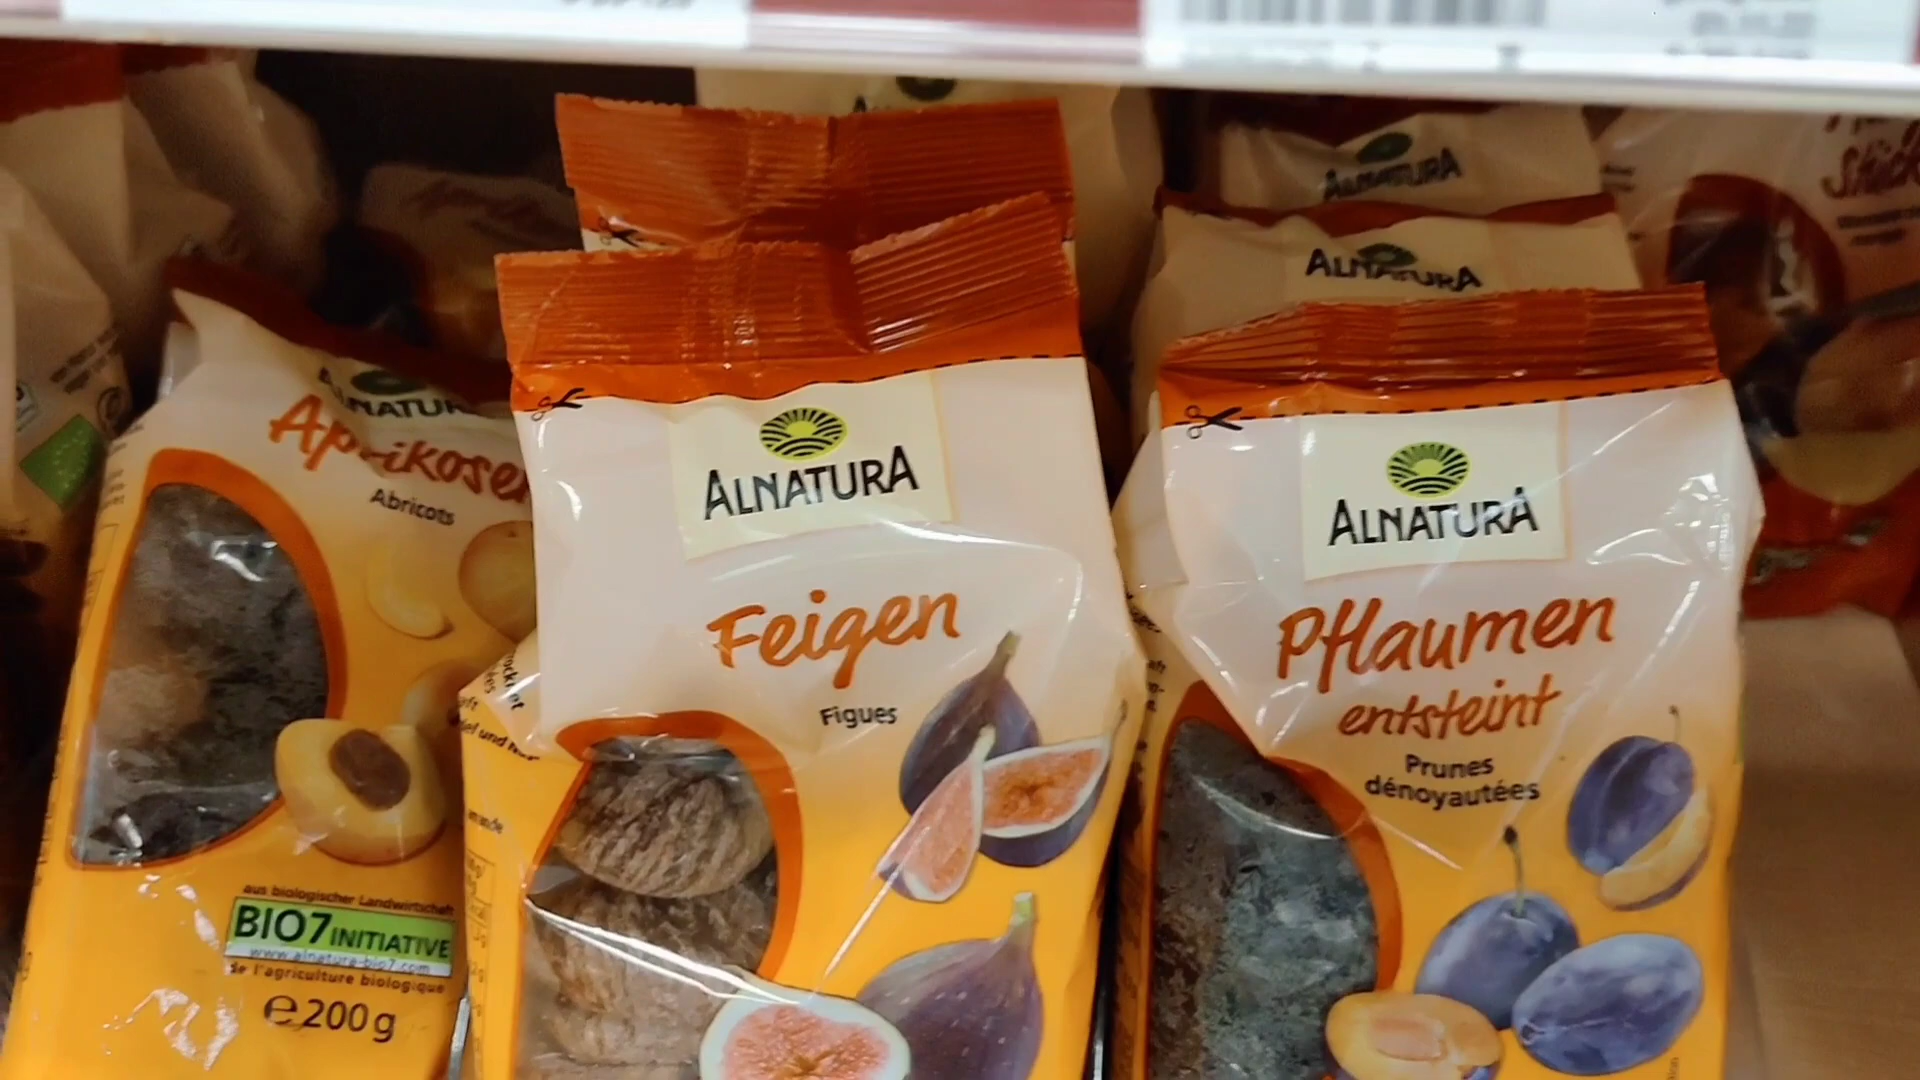 ALNATURA
Aprikosen
Abricots
aus biologischer Landwirtschaft
BIO7 INITIATIVE
www.alnatura-bio7.com
de l'agriculture biologique
e 200 g
ALNATURA
Feigen
Figues
ALNATURA
ALNATURA
ALNATURA
Pflaumen
entsteint
Prunes
dénoyautées